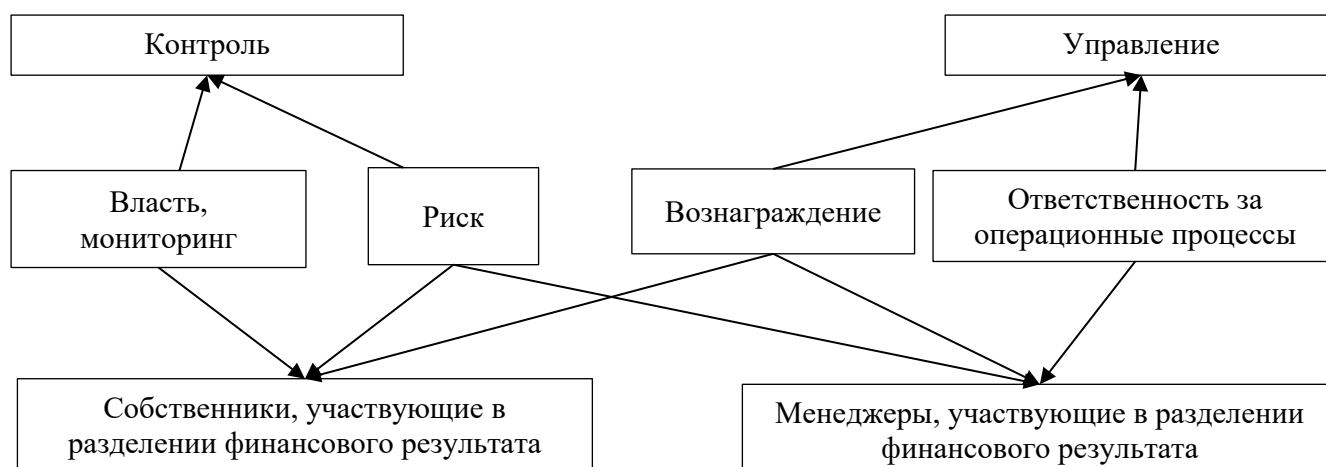 Контроль
Управление
Власть,
мониторинг
Риск
Вознаграждение
Ответственность за
операционные процессы
Собственники, участвующие в
разделении финансового результата
Менеджеры, участвующие в разделении
финансового результата